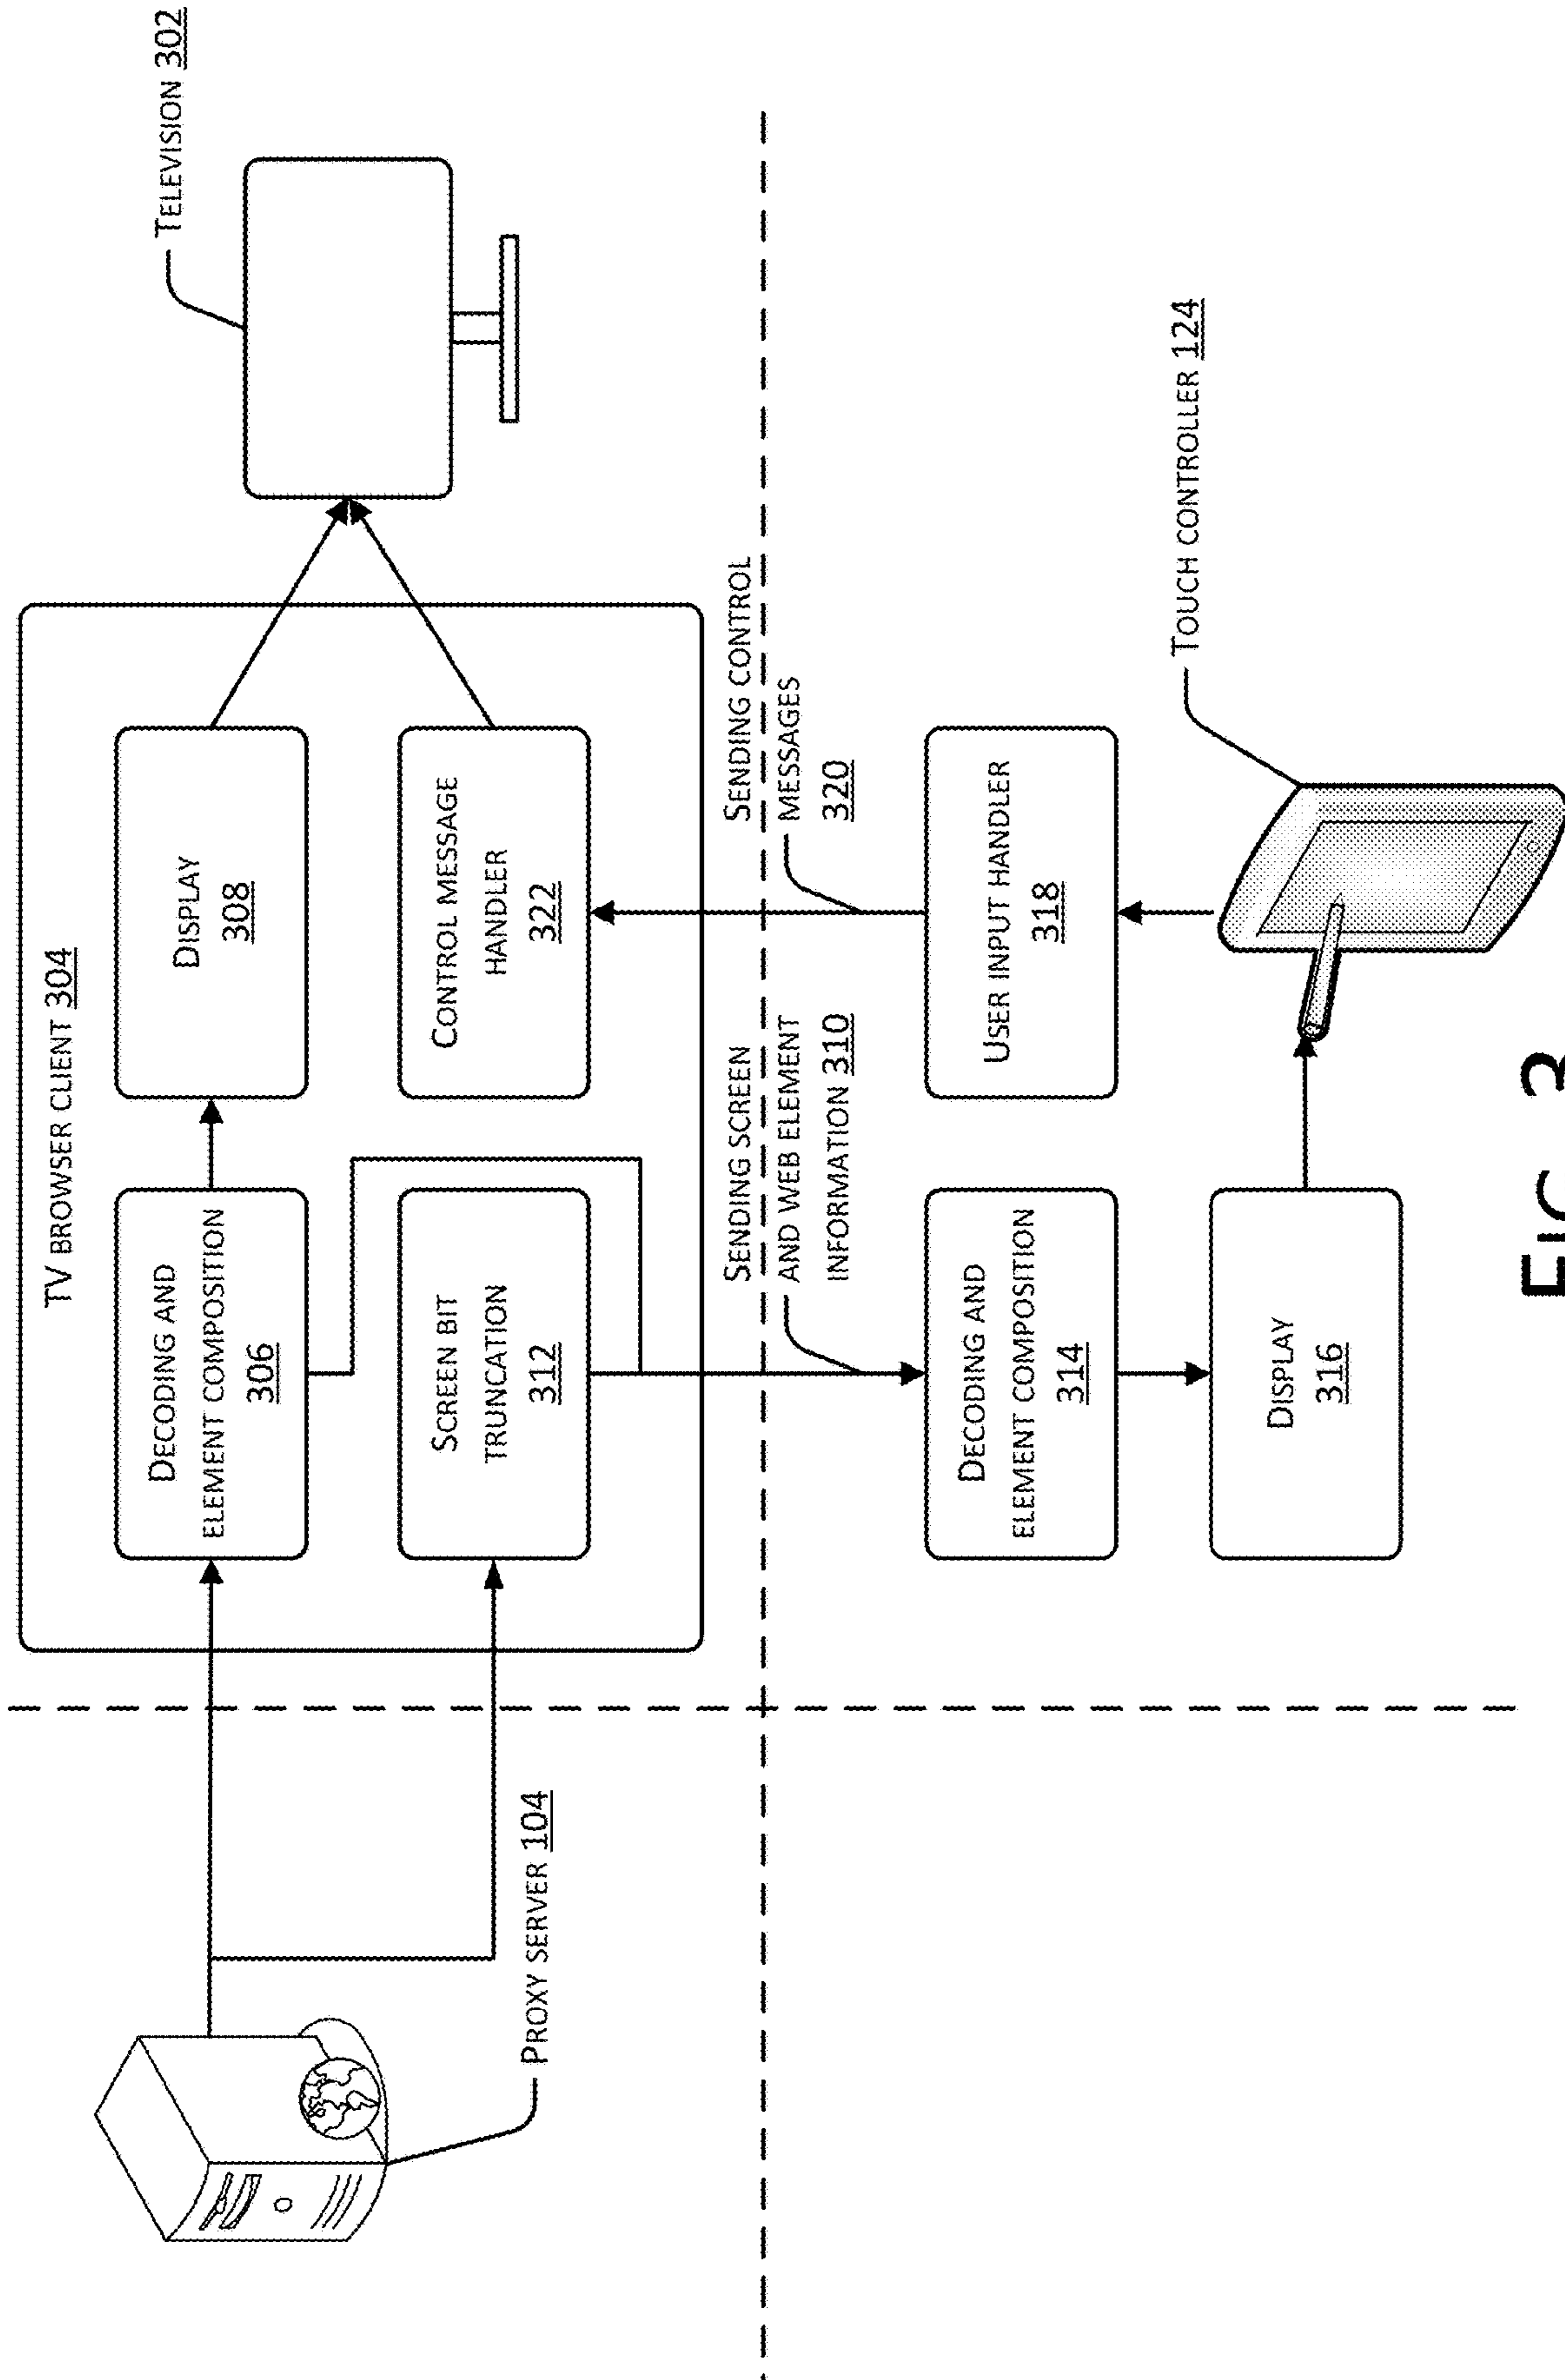 TV BROWSER CLIENT 304
TELEVISION 302
DECODING AND
ELEMENT COMPOSITION
306
DISPLAY
308
SCREEN BIT
TRUNCATION
312
CONTROL MESSAGE
HANDLER
322
PROXY SERVER 104
SENDING SCREEN
AND WEB ELEMENT
INFORMATION 310
SENDING CONTROL
MESSAGES
320
DECODING AND
ELEMENT COMPOSITION
314
USER INPUT HANDLER
318
DISPLAY
316
TOUCH CONTROLLER 124
FIG. 3